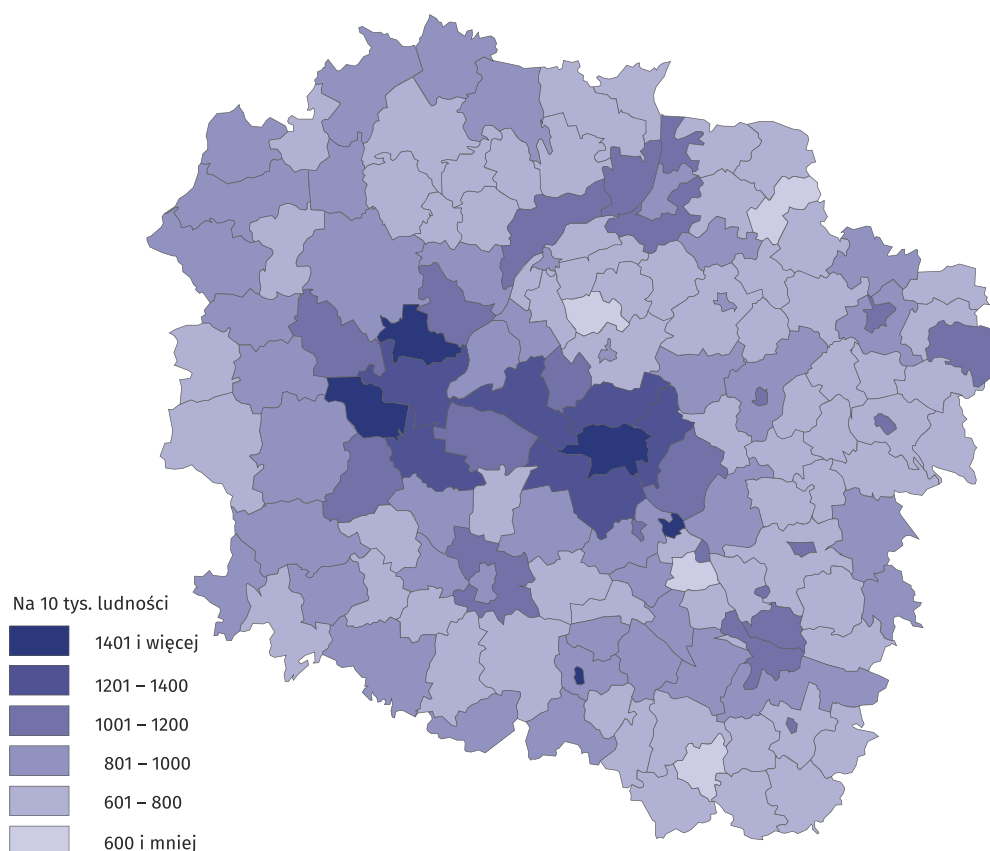 Na 10 tys. ludności
1401 i więcej
1201 – 1400
1001 – 1200
801 – 1000
601 – 800
600 i mniej